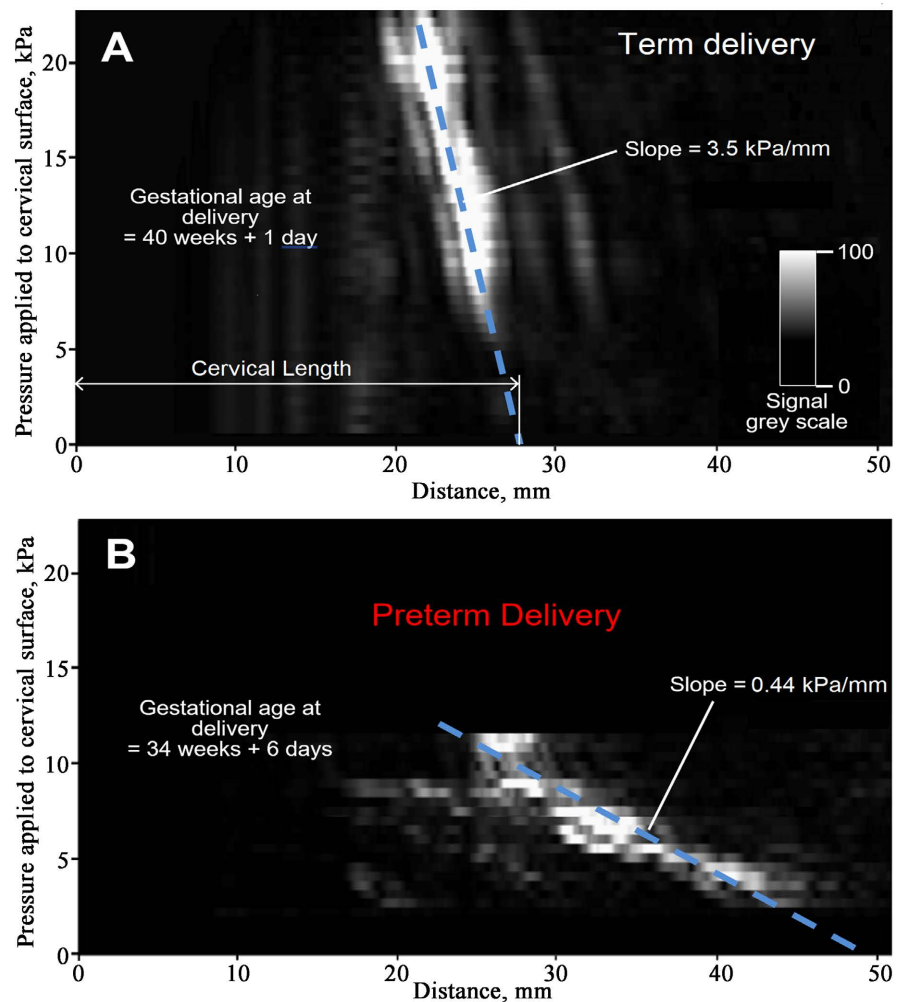 A
Term delivery
Pressure applied to cervical surface, kPa
20
15
10
5
0
Slope = 3.5 kPa/mm
Gestational age at
delivery
= 40 weeks + 1 day
100
0
Signal
grey scale
Cervical Length
0
10
20
30
40
50
Distance, mm
B
Pressure applied to cervical surface, kPa
20
15
10
5
0
Preterm Delivery
Slope = 0.44 kPa/mm
Gestational age at
delivery
= 34 weeks + 6 days
0
10
20
30
40
50
Distance, mm